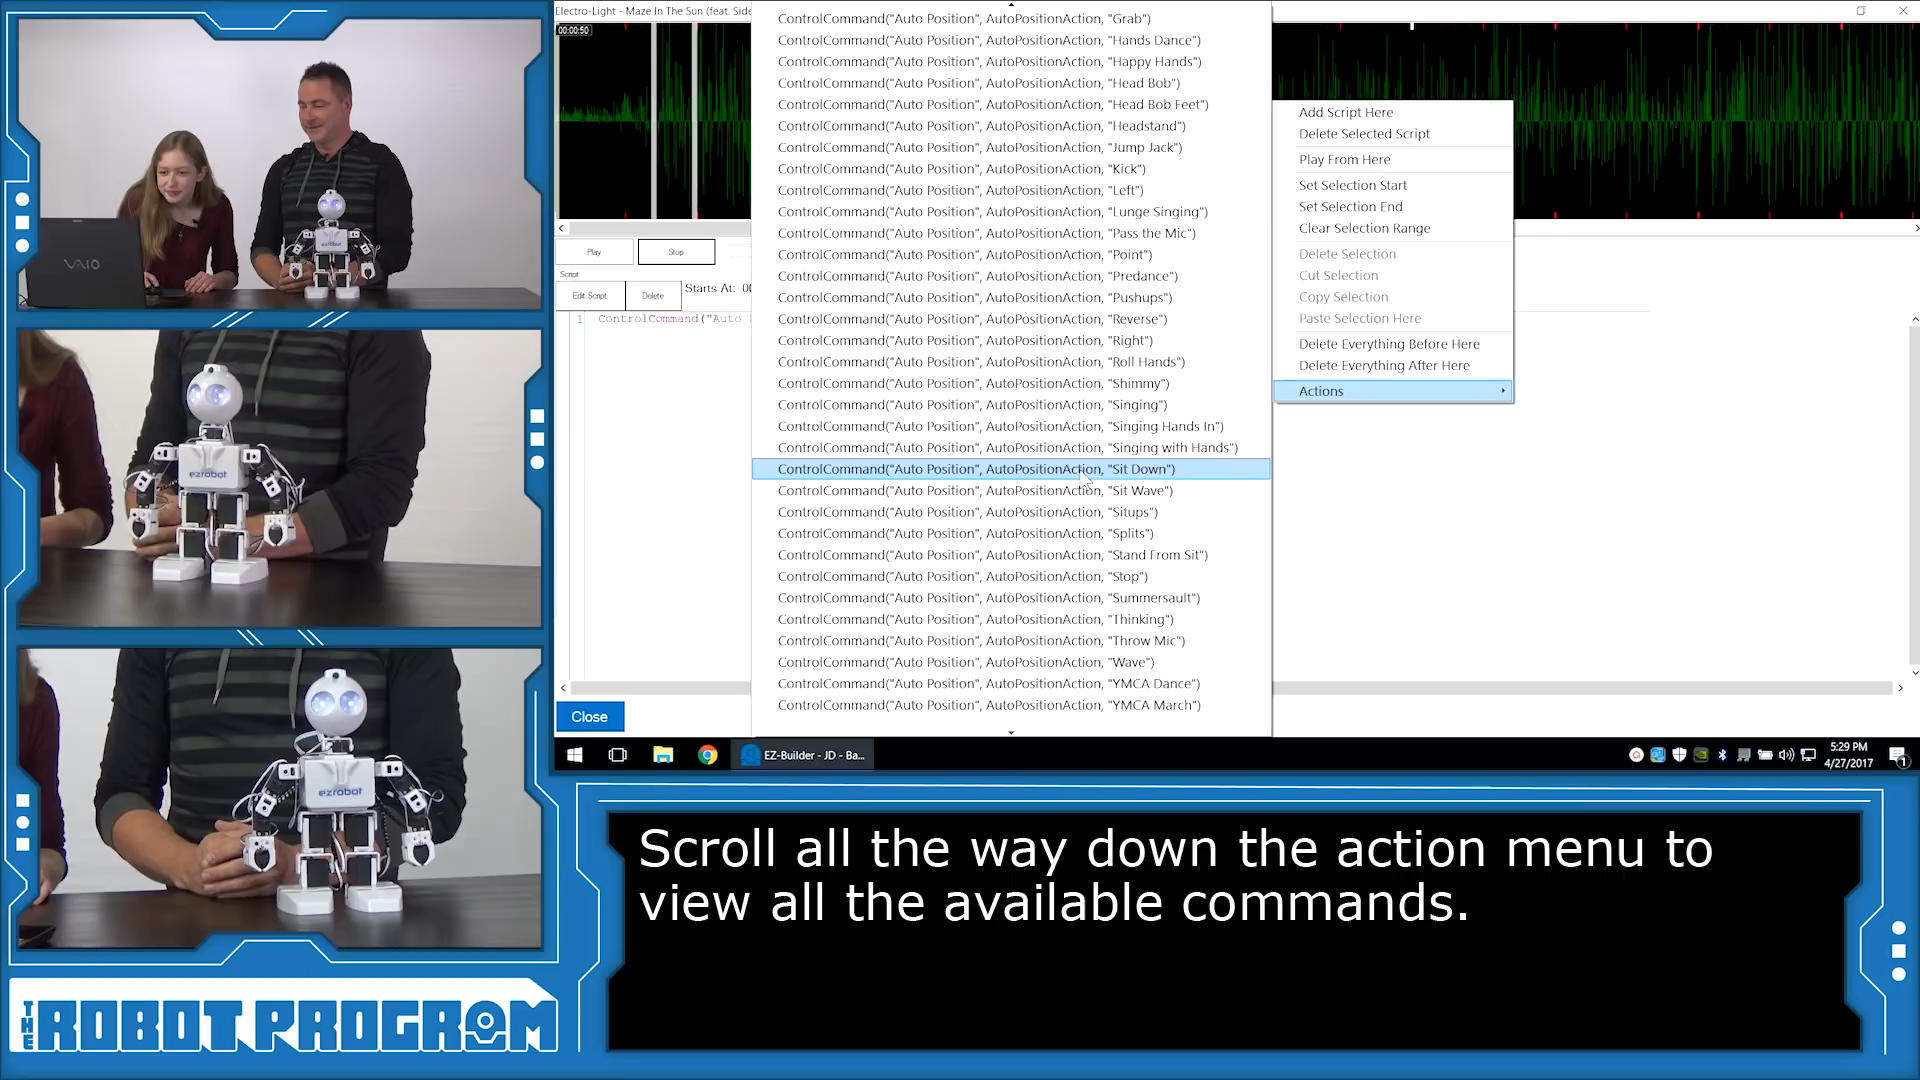 VAIO
ezrobot
ezrobot
ezrobot
THE ROBOT PROGRAM
Electro-Light - Maze In The Sun (feat. Side
00:00:50
Play
Stop
Script
Edit Script
Delete
Starts At: 00
1 ControlCommand("Auto
Close
ControlCommand("Auto Position", AutoPositionAction, "Grab")
ControlCommand("Auto Position", AutoPositionAction, "Hands Dance")
ControlCommand("Auto Position", AutoPositionAction, "Happy Hands")
ControlCommand("Auto Position", AutoPositionAction, "Head Bob")
ControlCommand("Auto Position", AutoPositionAction, "Head Bob Feet")
ControlCommand("Auto Position", AutoPositionAction, "Headstand")
ControlCommand("Auto Position", AutoPositionAction, "Jump Jack")
ControlCommand("Auto Position", AutoPositionAction, "Kick")
ControlCommand("Auto Position", AutoPositionAction, "Left")
ControlCommand("Auto Position", AutoPositionAction, "Lunge Singing")
ControlCommand("Auto Position", AutoPositionAction, "Pass the Mic")
ControlCommand("Auto Position", AutoPositionAction, "Point")
ControlCommand("Auto Position", AutoPositionAction, "Predance")
ControlCommand("Auto Position", AutoPositionAction, "Pushups")
ControlCommand("Auto Position", AutoPositionAction, "Reverse")
ControlCommand("Auto Position", AutoPositionAction, "Right")
ControlCommand("Auto Position", AutoPositionAction, "Roll Hands")
ControlCommand("Auto Position", AutoPositionAction, "Shimmy")
ControlCommand("Auto Position", AutoPositionAction, "Singing")
ControlCommand("Auto Position", AutoPositionAction, "Singing Hands In")
ControlCommand("Auto Position", AutoPositionAction, "Singing with Hands")
ControlCommand("Auto Position", AutoPositionAction, "Sit Down")
ControlCommand("Auto Position", AutoPositionAction, "Sit Wave")
ControlCommand("Auto Position", AutoPositionAction, "Situps")
ControlCommand("Auto Position", AutoPositionAction, "Splits")
ControlCommand("Auto Position", AutoPositionAction, "Stand From Sit")
ControlCommand("Auto Position", AutoPositionAction, "Stop")
ControlCommand("Auto Position", AutoPositionAction, "Summersault")
ControlCommand("Auto Position", AutoPositionAction, "Thinking")
ControlCommand("Auto Position", AutoPositionAction, "Throw Mic")
ControlCommand("Auto Position", AutoPositionAction, "Wave")
ControlCommand("Auto Position", AutoPositionAction, "YMCA Dance")
ControlCommand("Auto Position", AutoPositionAction, "YMCA March")
Add Script Here
Delete Selected Script
Play From Here
Set Selection Start
Set Selection End
Clear Selection Range
Delete Selection
Cut Selection
Copy Selection
Paste Selection Here
Delete Everything Before Here
Delete Everything After Here
Actions
EZ-Builder - JD - Ba...
5:29 PM
4/27/2017
1
Scroll all the way down the action menu to
view all the available commands.